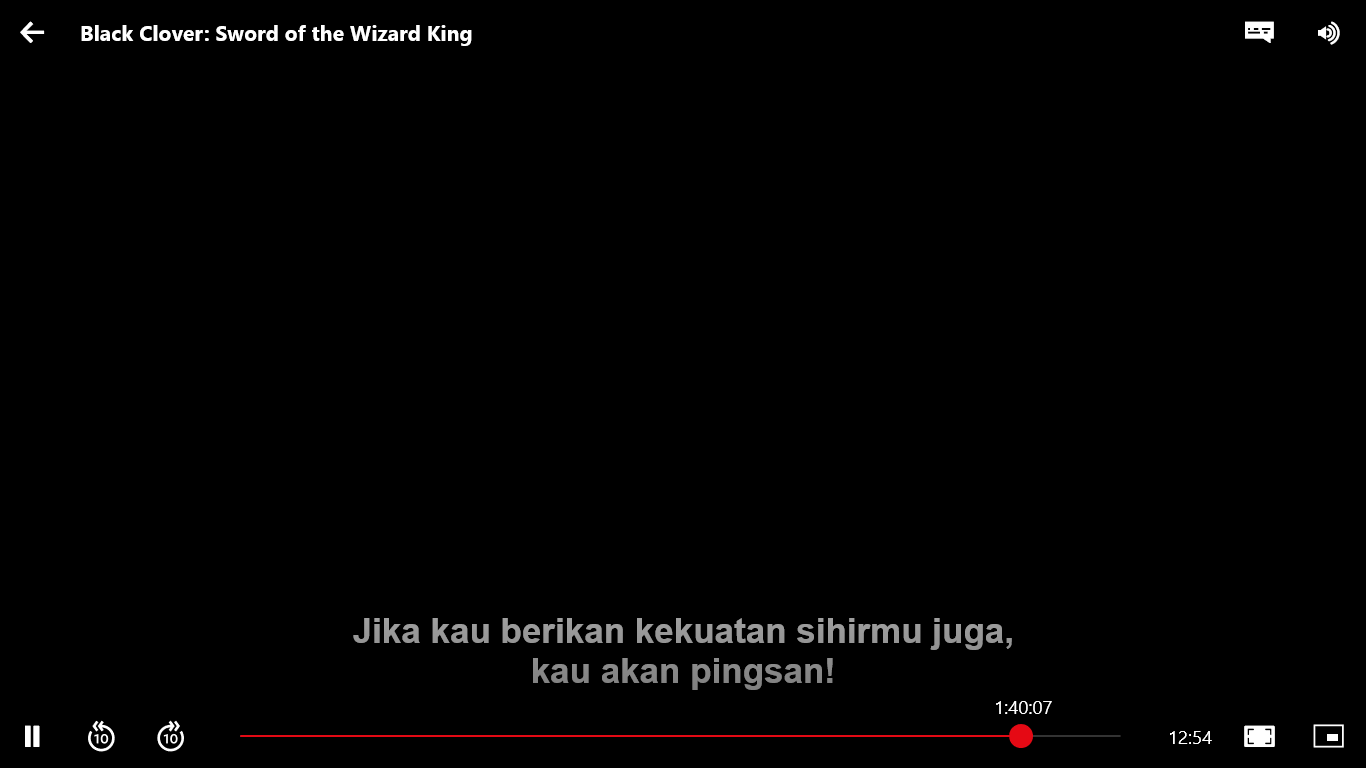 Black Clover: Sword of the Wizard King
Jika kau berikan kekuatan sihirmu juga,
kau akan pingsan!
1:40:07
10
10
12:54